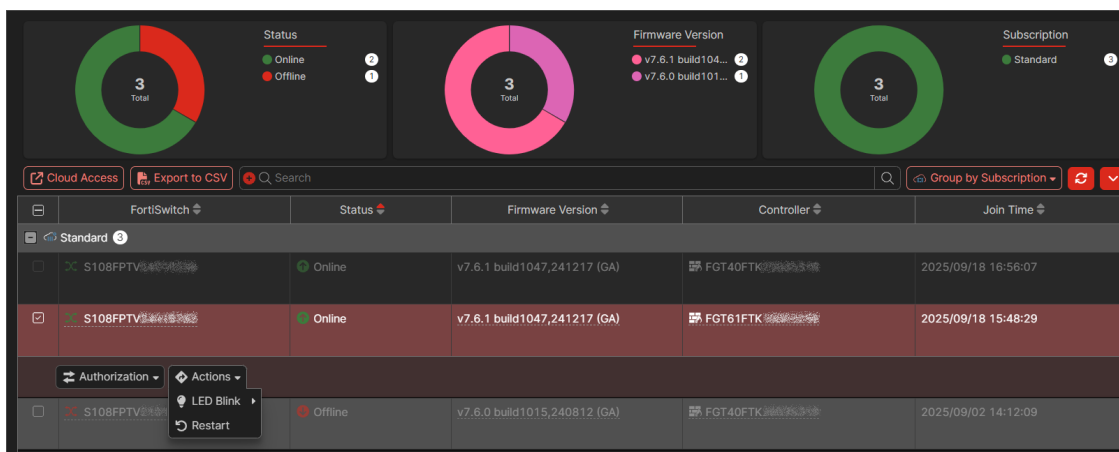 Status
Online 2
Offline 1
3
Total
Firmware Version
v7.6.1 build104... 2
v7.6.0 build101... 1
3
Total
Subscription
Standard 3
3
Total
Cloud Access Export to CSV Search Group by Subscription
FortiSwitch Status Firmware Version Controller Join Time
Standard 3
S108FPTV Online v7.6.1 build1047,241217 (GA) FGT40FTK 2025/09/18 16:56:07
S108FPTV Online v7.6.1 build1047,241217 (GA) FGT61FTK 2025/09/18 15:48:29
Authorization Actions
LED Blink
Restart
S108FPTV Offline v7.6.0 build1015,240812 (GA) FGT40FTK 2025/09/02 14:12:09